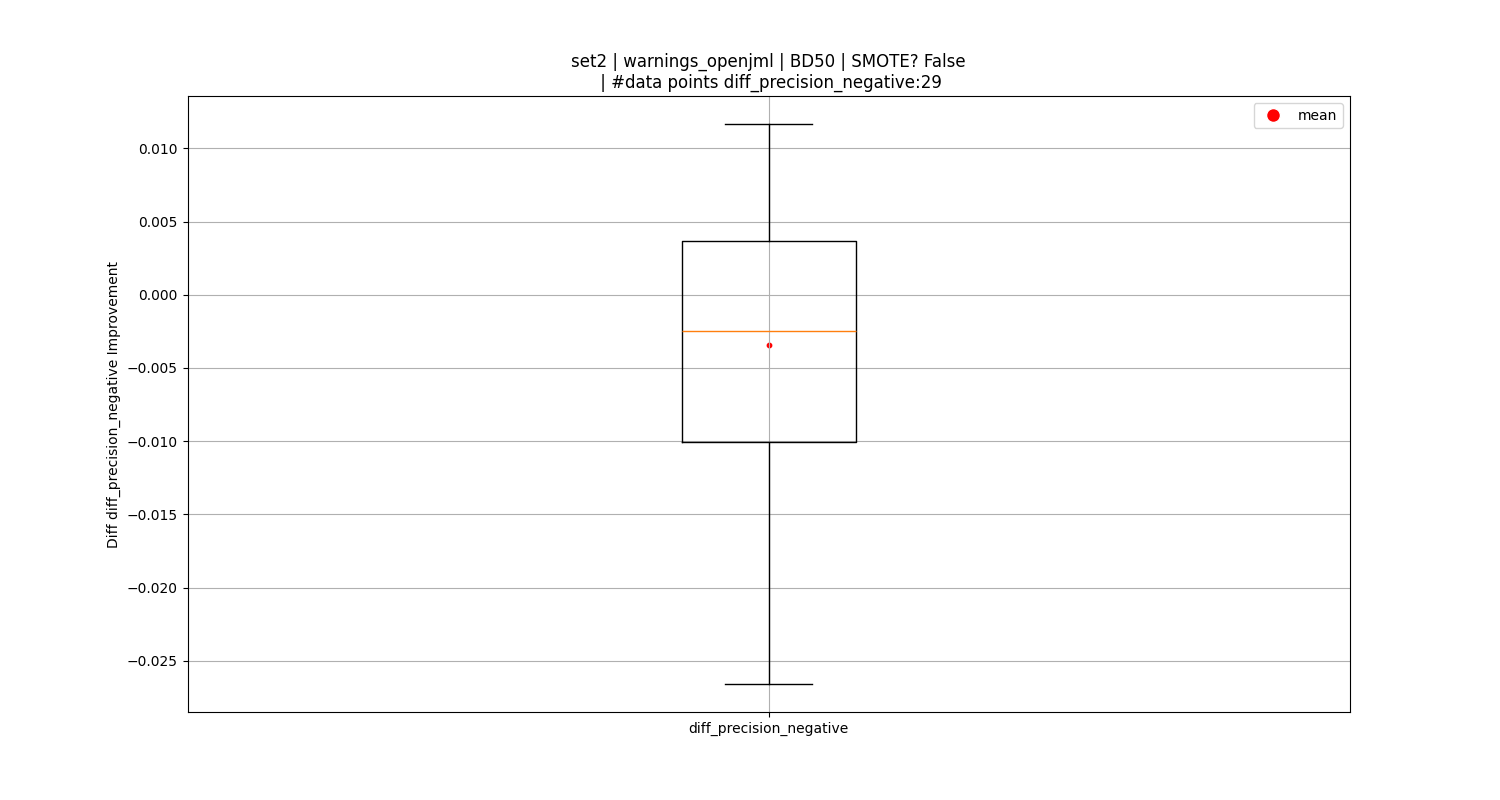 set2 | warnings_openjml | BD50 | SMOTE? False
| #data points diff_precision_negative:29
mean
0.010
0.005
0.000
−0.005
−0.010
−0.015
−0.020
−0.025
Diff diff_precision_negative Improvement
diff_precision_negative